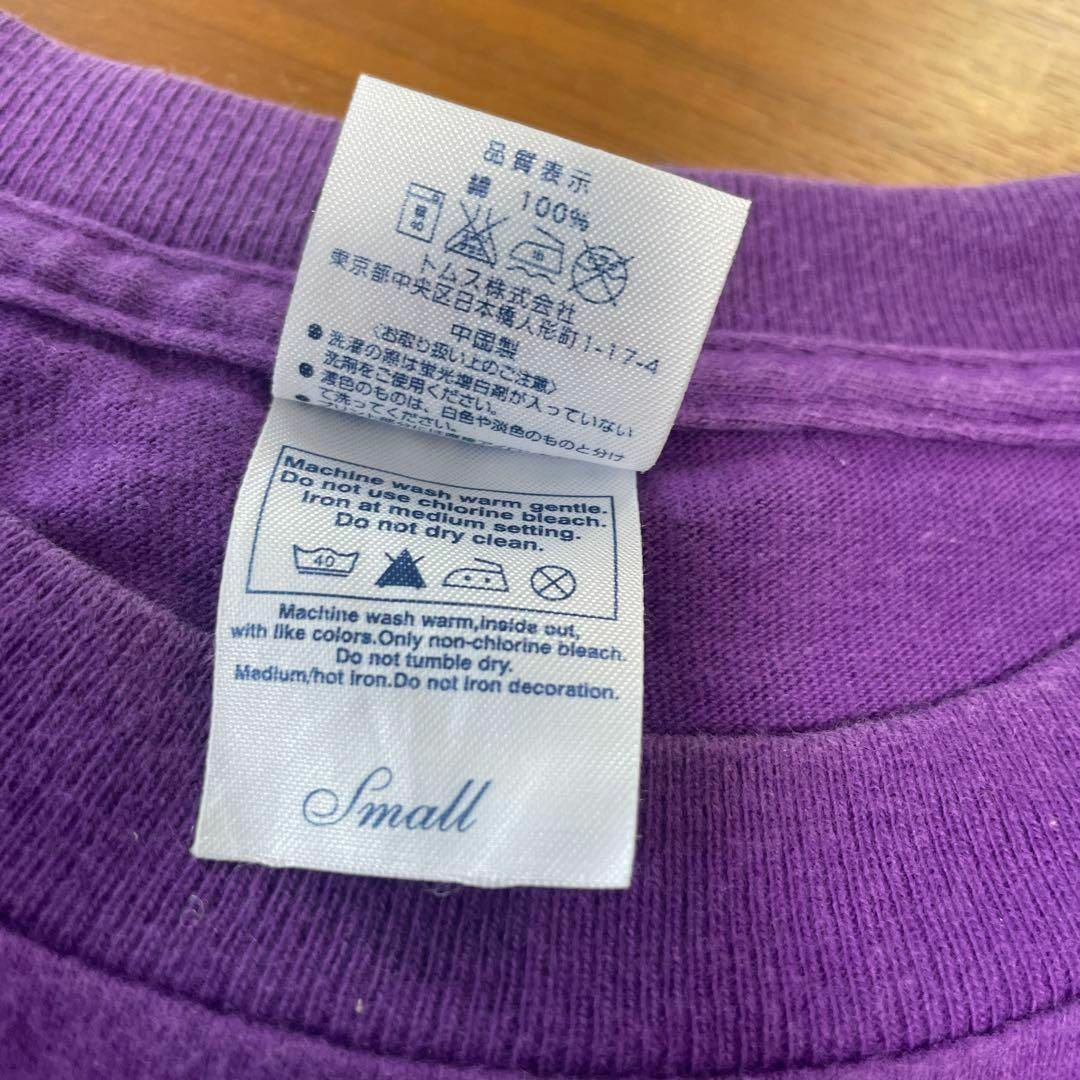 品質表示
綿 100%
トムス株式会社
東京都中央区日本橋人形町1-17-4
中国製
〈お取り扱い上のご注意〉
●洗濯の際は蛍光増白剤が入っていない
洗剤をご使用ください。
●濃色のものは、白色や淡色のものと分け
て洗ってください。
Machine wash warm gentle.
Do not use chlorine bleach.
Iron at medium setting.
Do not dry clean.
40
Machine wash warm,inside out,
with like colors.Only non-chlorine bleach.
Do not tumble dry.
Medium/hot iron.Do not iron decoration.
Small